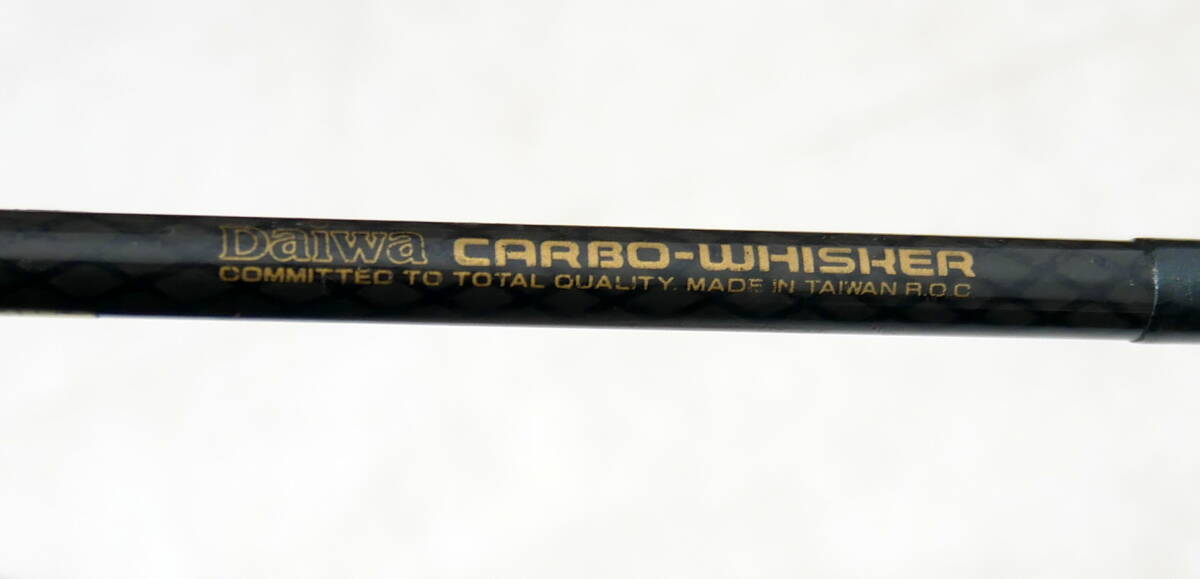 Daiwa CARBO-WHISKER
COMMITTED TO TOTAL QUALITY. MADE IN TAIWAN R.O.C